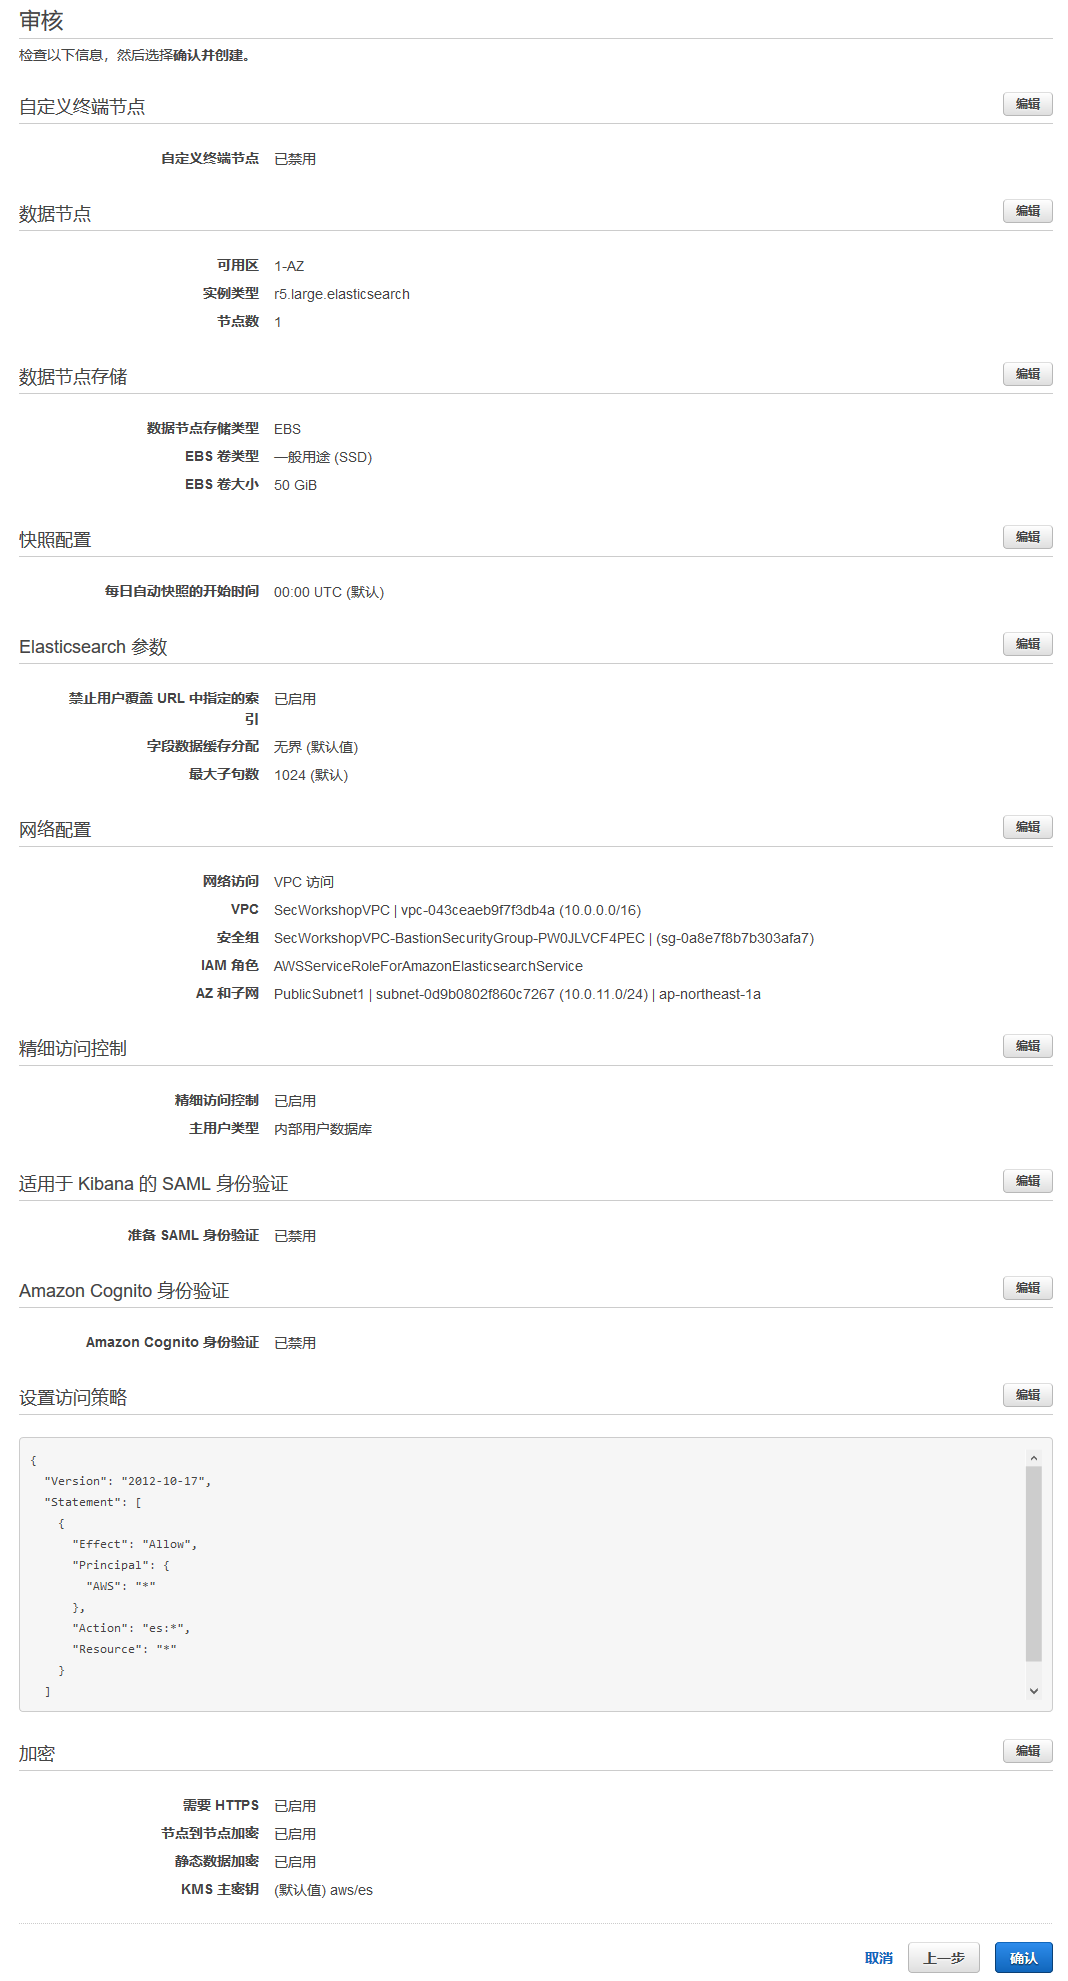 审核
检查以下信息，然后选择确认并创建。
自定义终端节点 编辑
自定义终端节点 已禁用
数据节点 编辑
可用区 1-AZ
实例类型 r5.large.elasticsearch
节点数 1
数据节点存储 编辑
数据节点存储类型 EBS
EBS 卷类型 一般用途 (SSD)
EBS 卷大小 50 GiB
快照配置 编辑
每日自动快照的开始时间 00:00 UTC (默认)
Elasticsearch 参数 编辑
禁止用户覆盖 URL 中指定的索 已启用
引
字段数据缓存分配 无界 (默认值)
最大子句数 1024 (默认)
网络配置 编辑
网络访问 VPC 访问
VPC SecWorkshopVPC | vpc-043ceaeb9f7f3db4a (10.0.0.0/16)
安全组 SecWorkshopVPC-BastionSecurityGroup-PW0JLVCF4PEC | (sg-0a8e7f8b7b303afa7)
IAM 角色 AWSServiceRoleForAmazonElasticsearchService
AZ 和子网 PublicSubnet1 | subnet-0d9b0802f860c7267 (10.0.11.0/24) | ap-northeast-1a
精细访问控制 编辑
精细访问控制 已启用
主用户类型 内部用户数据库
适用于 Kibana 的 SAML 身份验证 编辑
准备 SAML 身份验证 已禁用
Amazon Cognito 身份验证 编辑
Amazon Cognito 身份验证 已禁用
设置访问策略 编辑
{
"Version": "2012-10-17",
"Statement": [
{
"Effect": "Allow",
"Principal": {
"AWS": "*"
},
"Action": "es:*",
"Resource": "*"
}
]
加密 编辑
需要 HTTPS 已启用
节点到节点加密 已启用
静态数据加密 已启用
KMS 主密钥 (默认值) aws/es
取消 上一步 确认